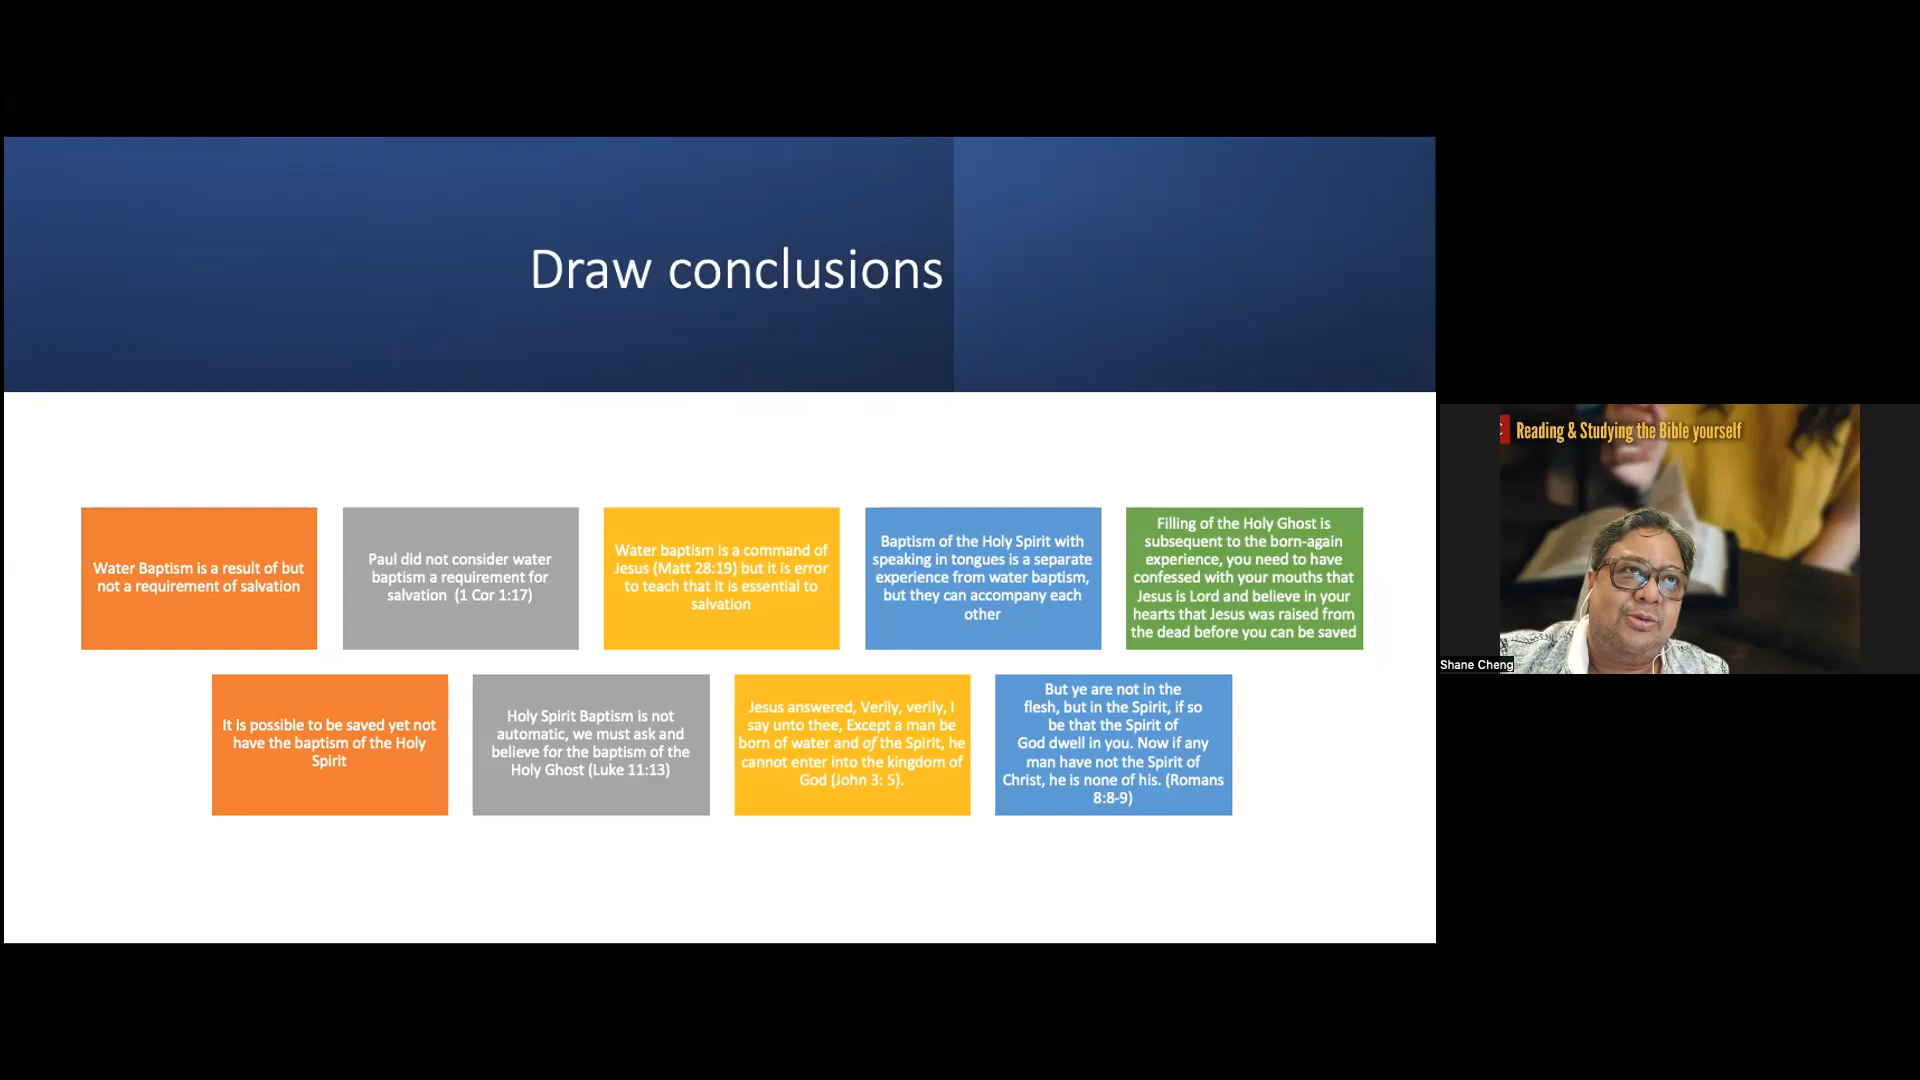 Draw conclusions
Water Baptism is a result of but
not a requirement of salvation
Paul did not consider water
baptism a requirement for
salvation (1 Cor 1:17)
Water baptism is a command of
Jesus (Matt 28:19) but it is error
to teach that it is essential to
salvation
Baptism of the Holy Spirit with
speaking in tongues is a separate
experience from water baptism,
but they can accompany each
other
Filling of the Holy Ghost is
subsequent to the born-again
experience, you need to have
confessed with your mouths that
Jesus is Lord and believe in your
hearts that Jesus was raised from
the dead before you can be saved
It is possible to be saved yet not
have the baptism of the Holy
Spirit
Holy Spirit Baptism is not
automatic, we must ask and
believe for the baptism of the
Holy Ghost (Luke 11:13)
Jesus answered, Verily, verily, I
say unto thee, Except a man be
born of water and of the Spirit, he
cannot enter into the kingdom of
God (John 3: 5).
But ye are not in the
flesh, but in the Spirit, if so
be that the Spirit of
God dwell in you. Now if any
man have not the Spirit of
Christ, he is none of his. (Romans
8:8-9)
Reading & Studying the Bible yourself
Shane Cheng